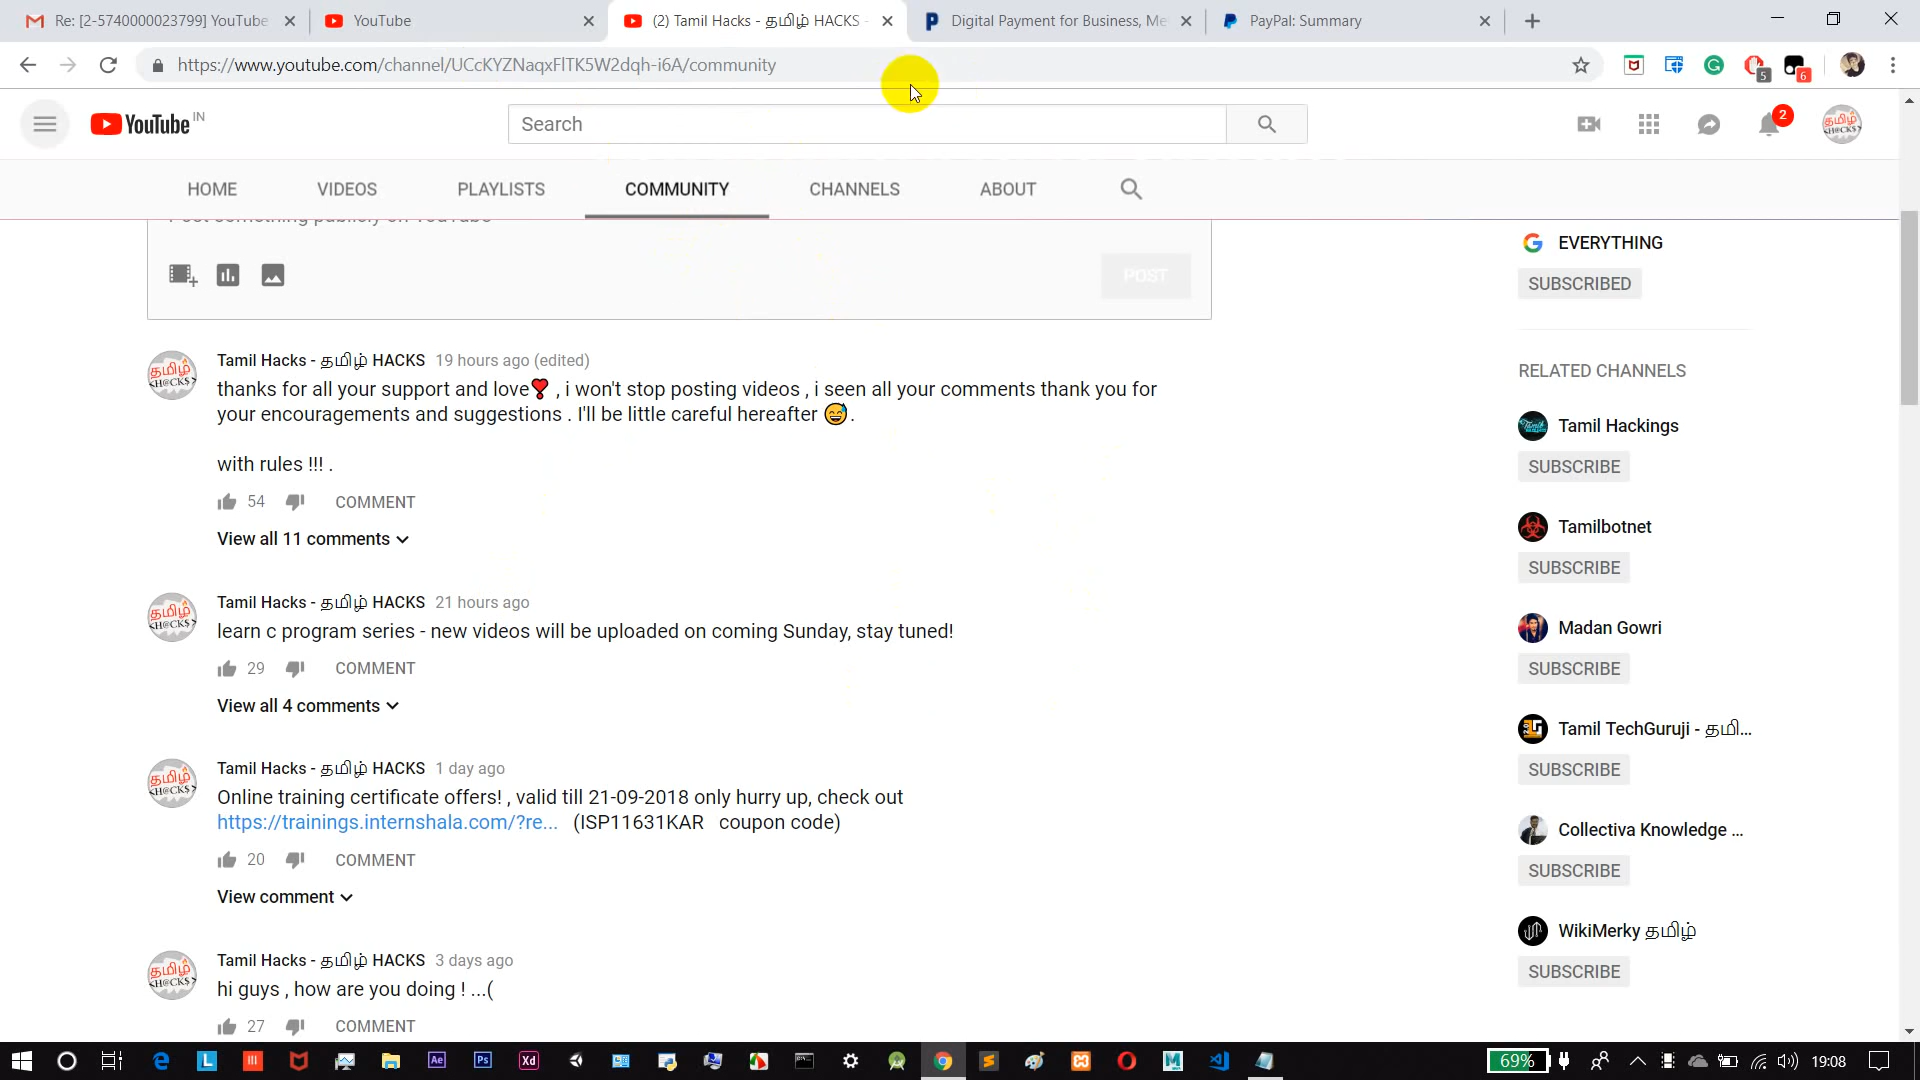 Re: [2-5740000023799] YouTube
YouTube
(2) Tamil Hacks - தமிழ் HACKS -
Digital Payment for Business, Me
PayPal: Summary
https://www.youtube.com/channel/UCcKYZNaqxFlTK5W2dqh-i6A/community
5
6
YouTube IN
Search
2
தமிழ்
<H@CK$>
HOME
VIDEOS
PLAYLISTS
COMMUNITY
CHANNELS
ABOUT
Post something publicly on YouTube
POST
EVERYTHING
SUBSCRIBED
Tamil Hacks - தமிழ் HACKS 19 hours ago (edited)
thanks for all your support and love❣ , i won't stop posting videos , i seen all your comments thank you for
your encouragements and suggestions . I'll be little careful hereafter 😅.
with rules !!! .
54
COMMENT
View all 11 comments
Tamil Hacks - தமிழ் HACKS 21 hours ago
learn c program series - new videos will be uploaded on coming Sunday, stay tuned!
29
COMMENT
View all 4 comments
Tamil Hacks - தமிழ் HACKS 1 day ago
Online training certificate offers! , valid till 21-09-2018 only hurry up, check out
https://trainings.internshala.com/?re... (ISP11631KAR coupon code)
20
COMMENT
View comment
Tamil Hacks - தமிழ் HACKS 3 days ago
hi guys , how are you doing ! ...(
27
COMMENT
RELATED CHANNELS
Tamil Hackings
SUBSCRIBE
Tamilbotnet
SUBSCRIBE
Madan Gowri
SUBSCRIBE
Tamil TechGuruji - தமி...
SUBSCRIBE
Collectiva Knowledge ...
SUBSCRIBE
WikiMerky தமிழ்
SUBSCRIBE
L
Ae
Ps
Xd
69%
19:08